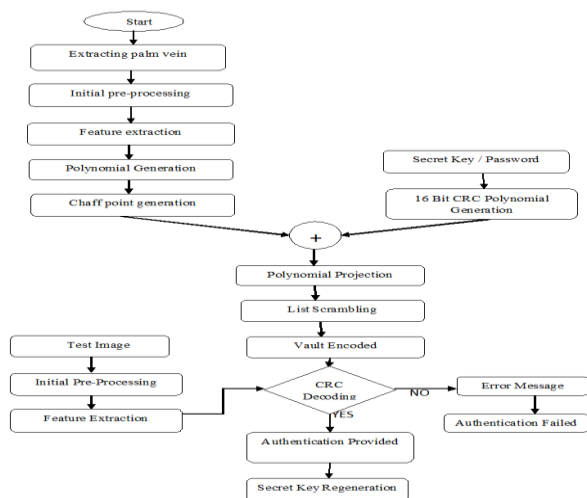 Start
Extracting palm vein
Initial pre-processing
Feature extraction
Polynomial Generation
Chaff point generation
Secret Key / Password
16 Bit CRC Polynomial
Generation
+
Polynomial Projection
List Scrambling
Vault Encoded
Test Image
Initial Pre-Processing
Feature Extraction
CRC
Decoding
NO
YES
Error Message
Authentication Failed
Authentication Provided
Secret Key Regeneration